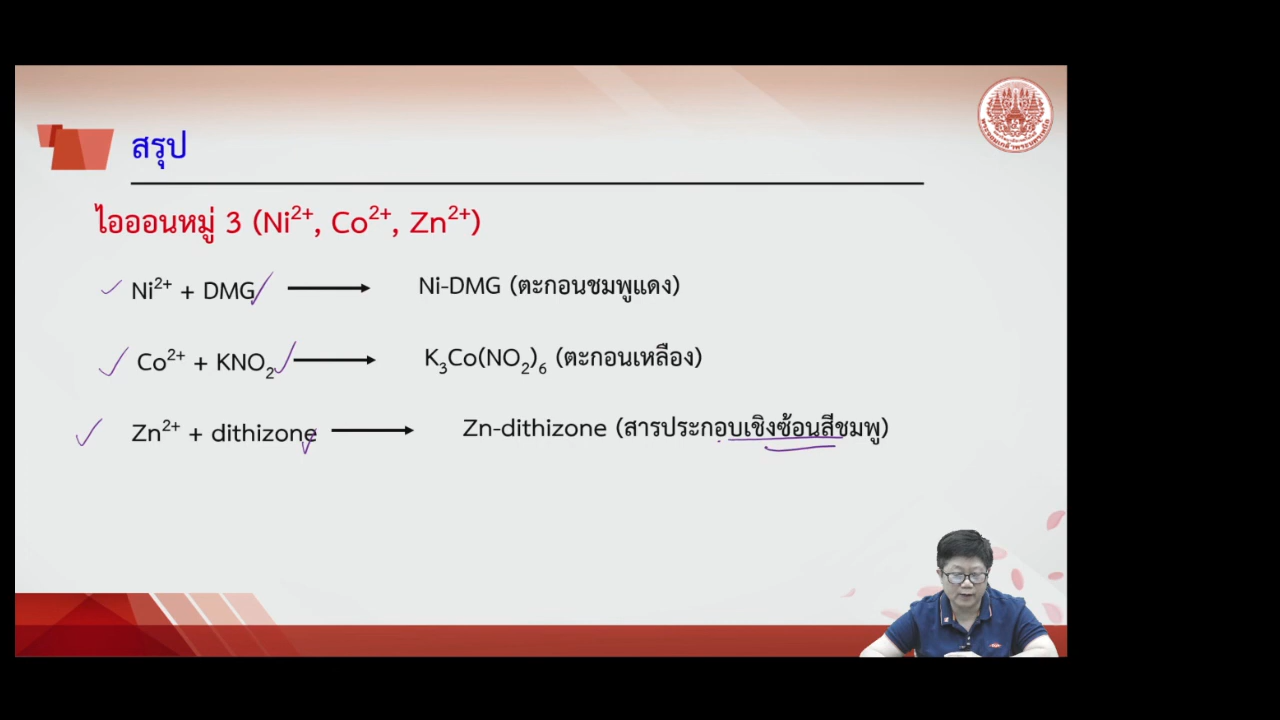 สรุป
ไอออนหมู่ 3 (Ni²⁺, Co²⁺, Zn²⁺)
Ni²⁺ + DMG ⟶ Ni-DMG (ตะกอนชมพูแดง)
Co²⁺ + KNO₂ ⟶ K₃Co(NO₂)₆ (ตะกอนเหลือง)
Zn²⁺ + dithizone ⟶ Zn-dithizone (สารประกอบเชิงซ้อนสีชมพู)